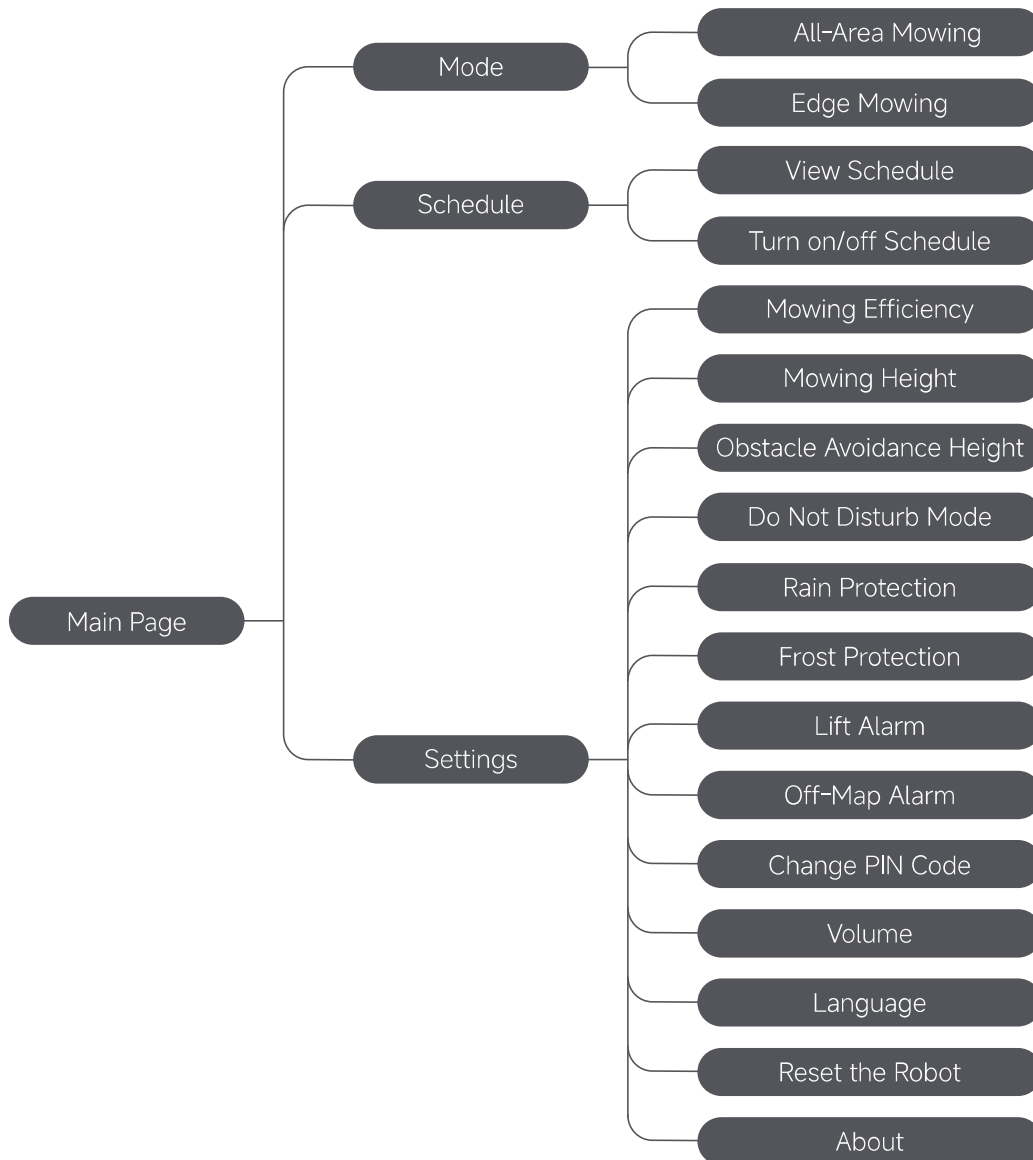 All-Area Mowing
Mode
Edge Mowing
View Schedule
Schedule
Turn on/off Schedule
Mowing Efficiency
Mowing Height
Obstacle Avoidance Height
Do Not Disturb Mode
Rain Protection
Main Page
Frost Protection
Lift Alarm
Settings
Off-Map Alarm
Change PIN Code
Volume
Language
Reset the Robot
About